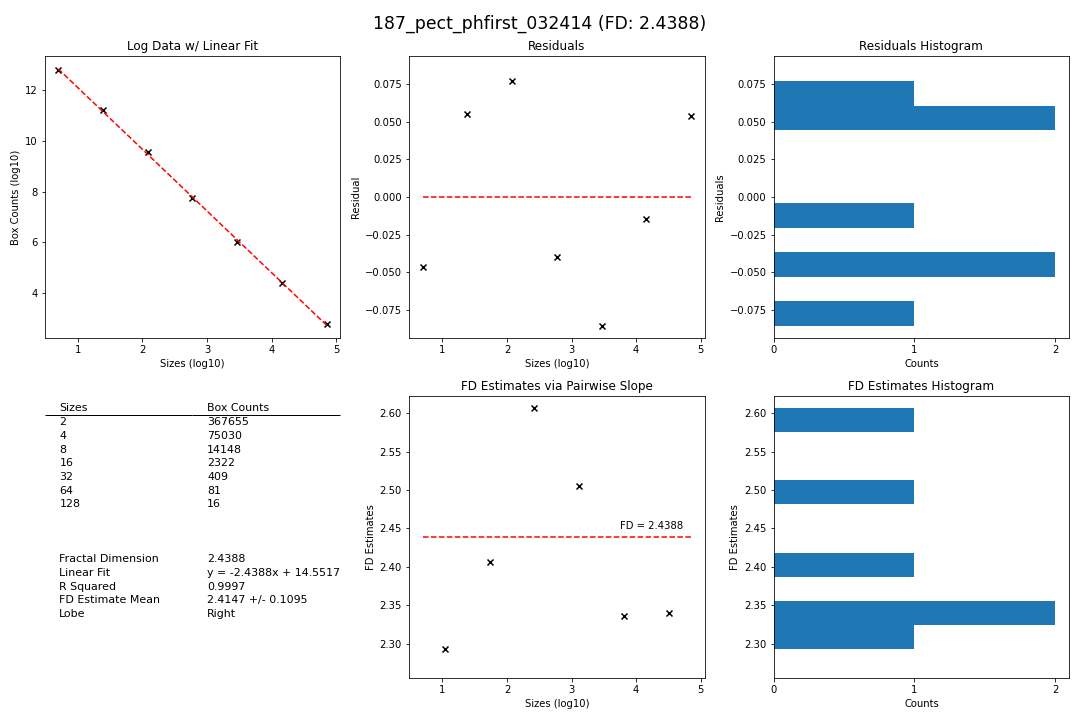 187_pect_phfirst_032414 (FD: 2.4388)
Log Data w/ Linear Fit
Box Counts (log10)
12
10
8
6
4
1
2
3
4
5
Sizes (log10)
Residuals
Residual
0.075
0.050
0.025
0.000
−0.025
−0.050
−0.075
1
2
3
4
5
Sizes (log10)
Residuals Histogram
Residuals
0.075
0.050
0.025
0.000
−0.025
−0.050
−0.075
0
1
2
Counts
Sizes Box Counts
2 367655
4 75030
8 14148
16 2322
32 409
64 81
128 16
Fractal Dimension 2.4388
Linear Fit y = -2.4388x + 14.5517
R Squared 0.9997
FD Estimate Mean 2.4147 +/- 0.1095
Lobe Right
FD Estimates via Pairwise Slope
FD Estimates
2.60
2.55
2.50
2.45
2.40
2.35
2.30
FD = 2.4388
1
2
3
4
5
Sizes (log10)
FD Estimates Histogram
FD Estimates
2.60
2.55
2.50
2.45
2.40
2.35
2.30
0
1
2
Counts